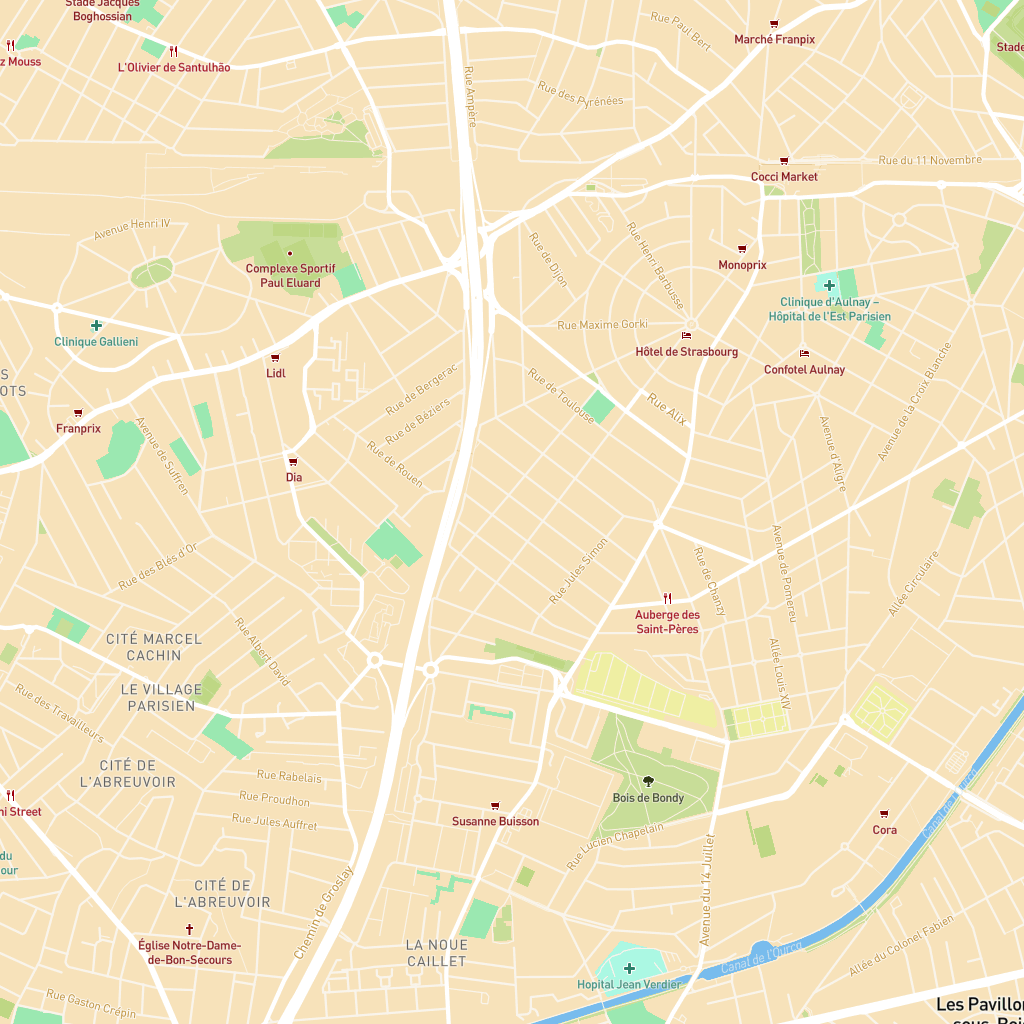 Stade Jacques
Boghossian
Rue Paul Bert
Marché Franpix
Stade
Mouss
L'Olivier de Santulhão
Rue Ampère
Rue des Pyrénées
Rue du 11 Novembre
Cocci Market
Avenue Henri IV
Rue de Dijon
Rue Henri Barbusse
Monoprix
Complexe Sportif
Paul Eluard
Clinique d'Aulnay –
Hôpital de l'Est Parisien
Clinique Gallieni
Rue Maxime Gorki
Hôtel de Strasbourg
Confotel Aulnay
Lidl
Rue de Bergerac
Rue de Toulouse
Rue Alix
Avenue de la Croix Blanche
Franprix
Rue de Béziers
Avenue de Suffren
Rue de Rouen
Avenue d'Aligre
Dia
Rue des Blés d'Or
Rue Jules Simon
Rue de Chanzy
Avenue de Pomereu
Allée Circulaire
Auberge des
Saint-Pères
CITÉ MARCEL
CACHIN
Rue Albert David
Allée Louis XIV
LE VILLAGE
PARISIEN
Rue des Travailleurs
CITÉ DE
L'ABREUVOIR
Rue Rabelais
Rue Proudhon
Rue Jules Auffret
Bois de Bondy
Street
Susanne Buisson
Rue Lucien Chapelain
Cora
Canal de l'Ourcq
du
CITÉ DE
L'ABREUVOIR
Chemin de Groslay
Avenue du 14 Juillet
Église Notre-Dame-
de-Bon-Secours
LA NOUE
CAILLET
Canal de l'Ourcq
Allée du Colonel Fabien
Hopital Jean Verdier
Rue Gaston Crépin
Les